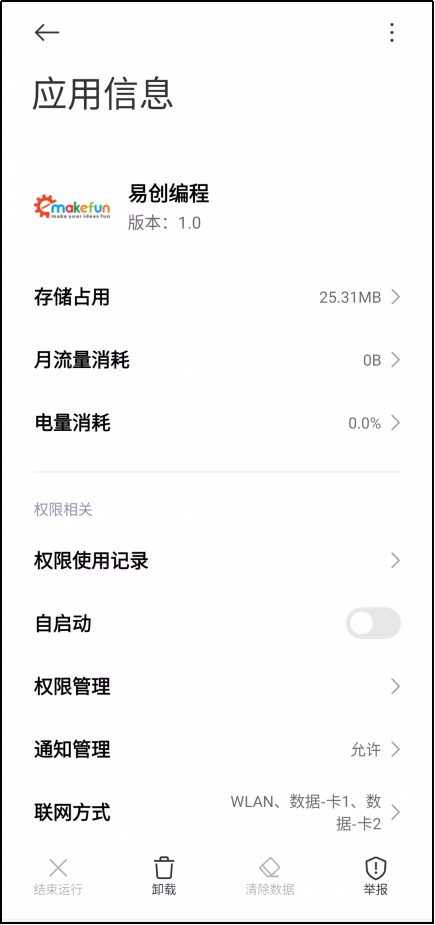 应用信息
emakefun
make your ideas fun
易创编程
版本：1.0
存储占用
25.31MB
月流量消耗
0B
电量消耗
0.0%
权限相关
权限使用记录
自启动
权限管理
通知管理
允许
联网方式
WLAN、数据-卡1、数
据-卡2
结束运行
卸载
清除数据
举报